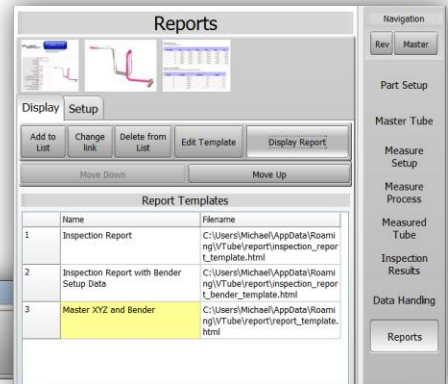 Reports
Display Setup
Add to List
Change link
Delete from List
Edit Template
Display Report
Move Down
Move Up
Report Templates
Name Filename
1 Inspection Report C:\Users\Michael\AppData\Roami
ng\VTube\report\inspection_repor
t_template.html
2 Inspection Report with Bender C:\Users\Michael\AppData\Roami
Setup Data ng\VTube\report\inspection_repor
t_bender_template.html
3 Master XYZ and Bender C:\Users\Michael\AppData\Roami
ng\VTube\report\report_template.
html
Navigation
Rev Master
Part Setup
Master Tube
Measure
Setup
Measure
Process
Measured
Tube
Inspection
Results
Data Handling
Reports